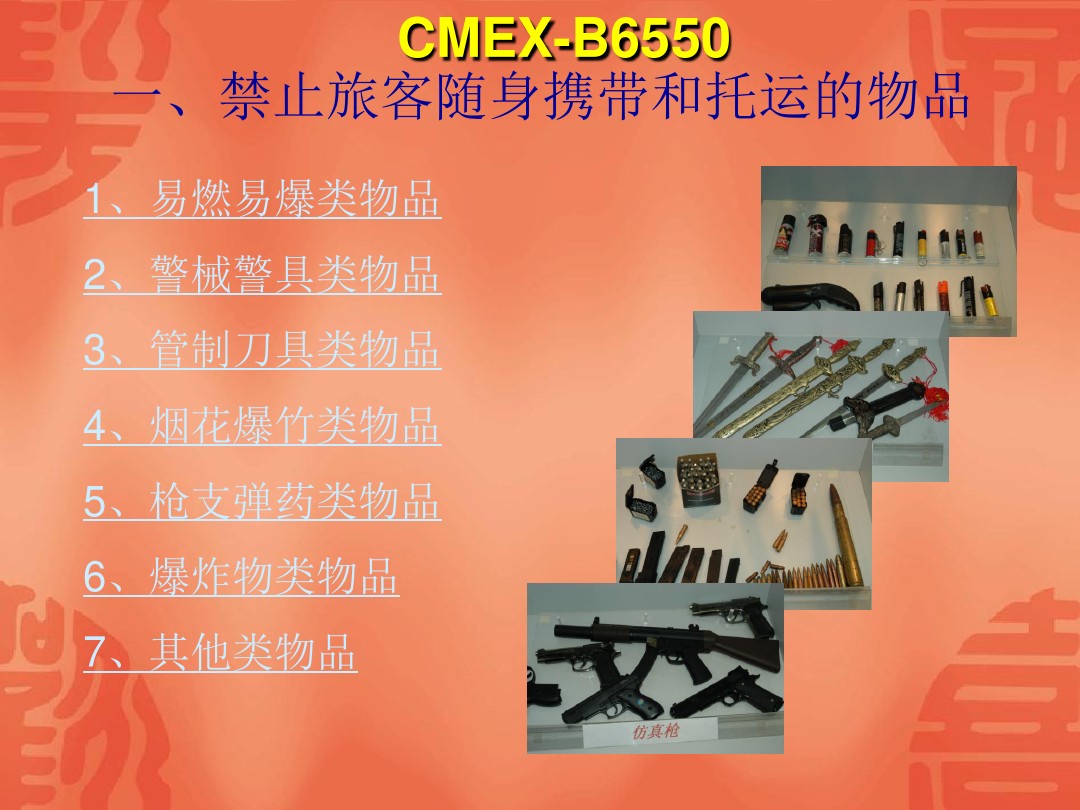 CMEX-B6550
一、禁止旅客随身携带和托运的物品
1、易燃易爆类物品
2、警械警具类物品
3、管制刀具类物品
4、烟花爆竹类物品
5、枪支弹药类物品
6、爆炸物类物品
7、其他类物品
仿真枪